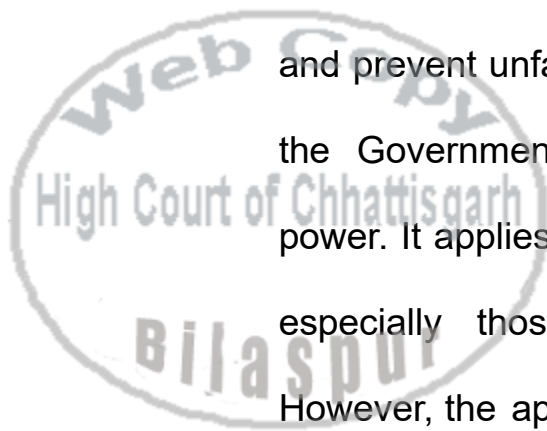 Web Copy
High Court of Chhattisgarh
Bilaspur
and prevent unfa
the Governmen
power. It applies
especially thos
However, the ap